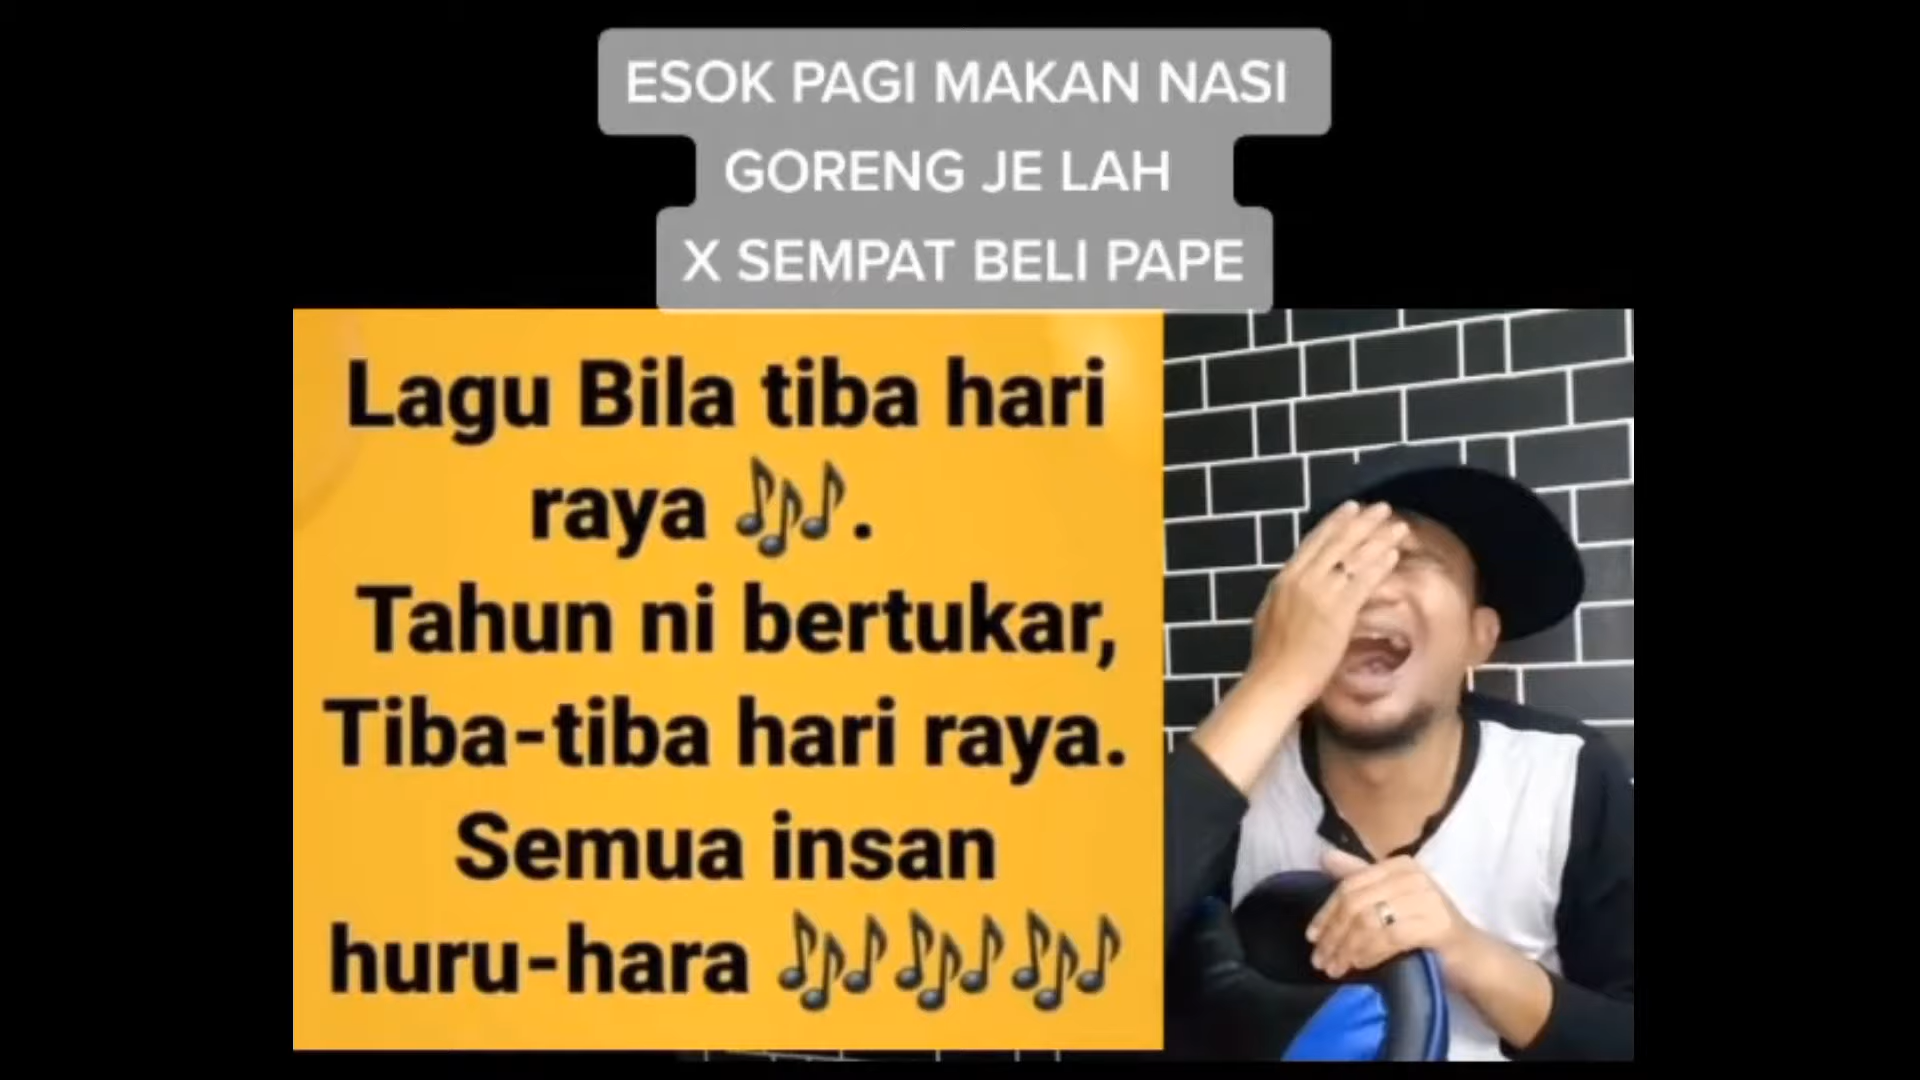 ESOK PAGI MAKAN NASI
GORENG JE LAH
X SEMPAT BELI PAPE
Lagu Bila tiba hari
raya 🎶.
Tahun ni bertukar,
Tiba-tiba hari raya.
Semua insan
huru-hara 🎶🎶🎶